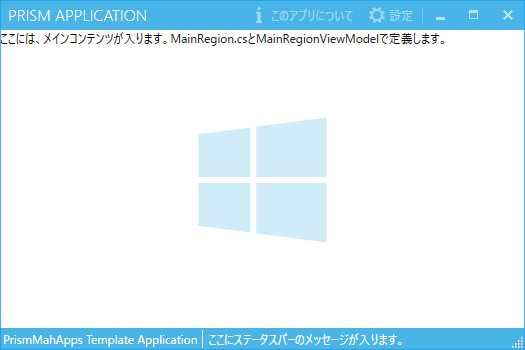 PRISM APPLICATION
このアプリについて
設定
ここには、メインコンテンツが入ります。MainRegion.csとMainRegionViewModelで定義します。
PrismMahApps Template Application
ここにステータスバーのメッセージが入ります。